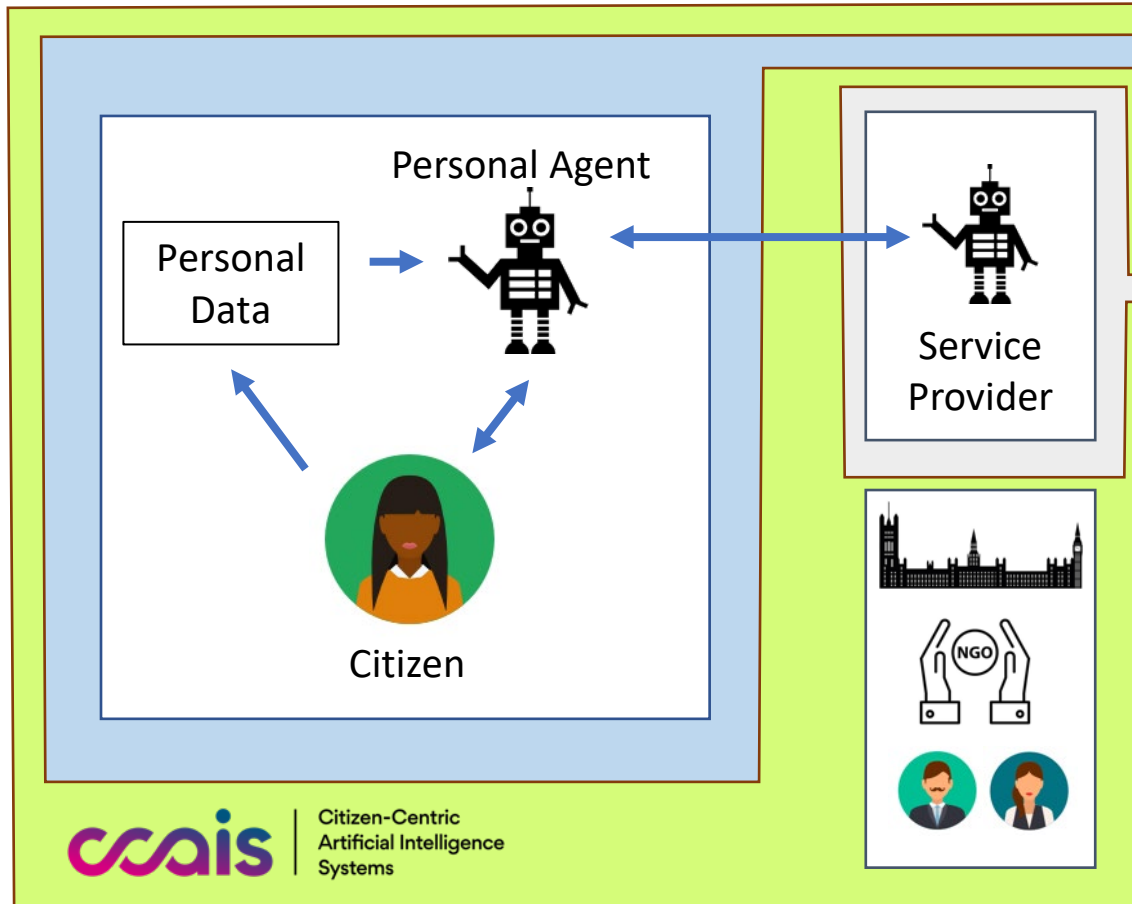 Personal Agent
Personal
Data
Citizen
Service
Provider
NGO
ccais
Citizen-Centric
Artificial Intelligence
Systems